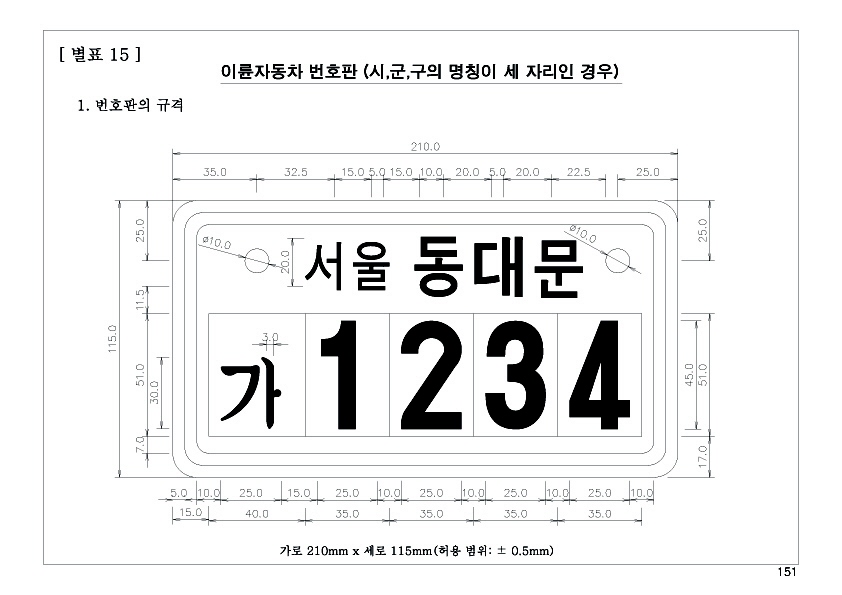 [ 별표 15 ]
이륜자동차 번호판 (시,군,구의 명칭이 세 자리인 경우)
1. 번호판의 규격
210.0
35.0 32.5 15.0 5.0 15.0 10.0 20.0 5.0 20.0 22.5 25.0
25.0 ø10.0 20.0 서울 동대문 ø10.0 25.0
11.5
115.0
51.0 30.0 3.0 가 1 2 3 4 45.0 51.0
7.0 17.0
5.0 10.0 25.0 15.0 25.0 10.0 25.0 10.0 25.0 10.0 25.0 10.0
15.0 40.0 35.0 35.0 35.0 35.0
가로 210mm x 세로 115mm(허용 범위: ± 0.5mm)
151